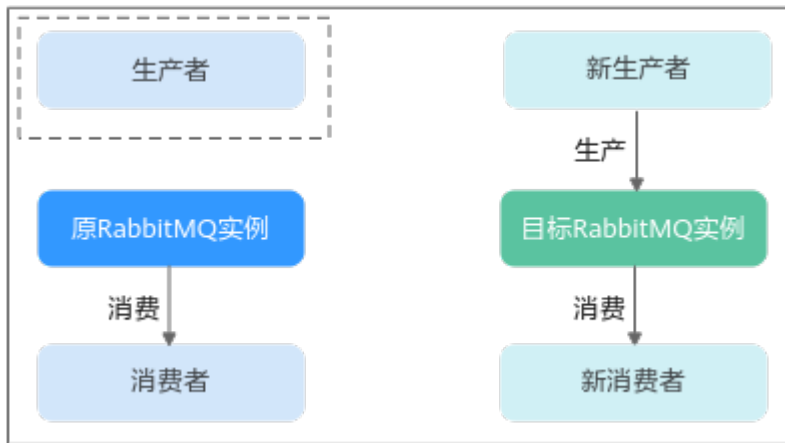 生产者
新生产者
生产
原RabbitMQ实例
目标RabbitMQ实例
消费
消费
消费者
新消费者